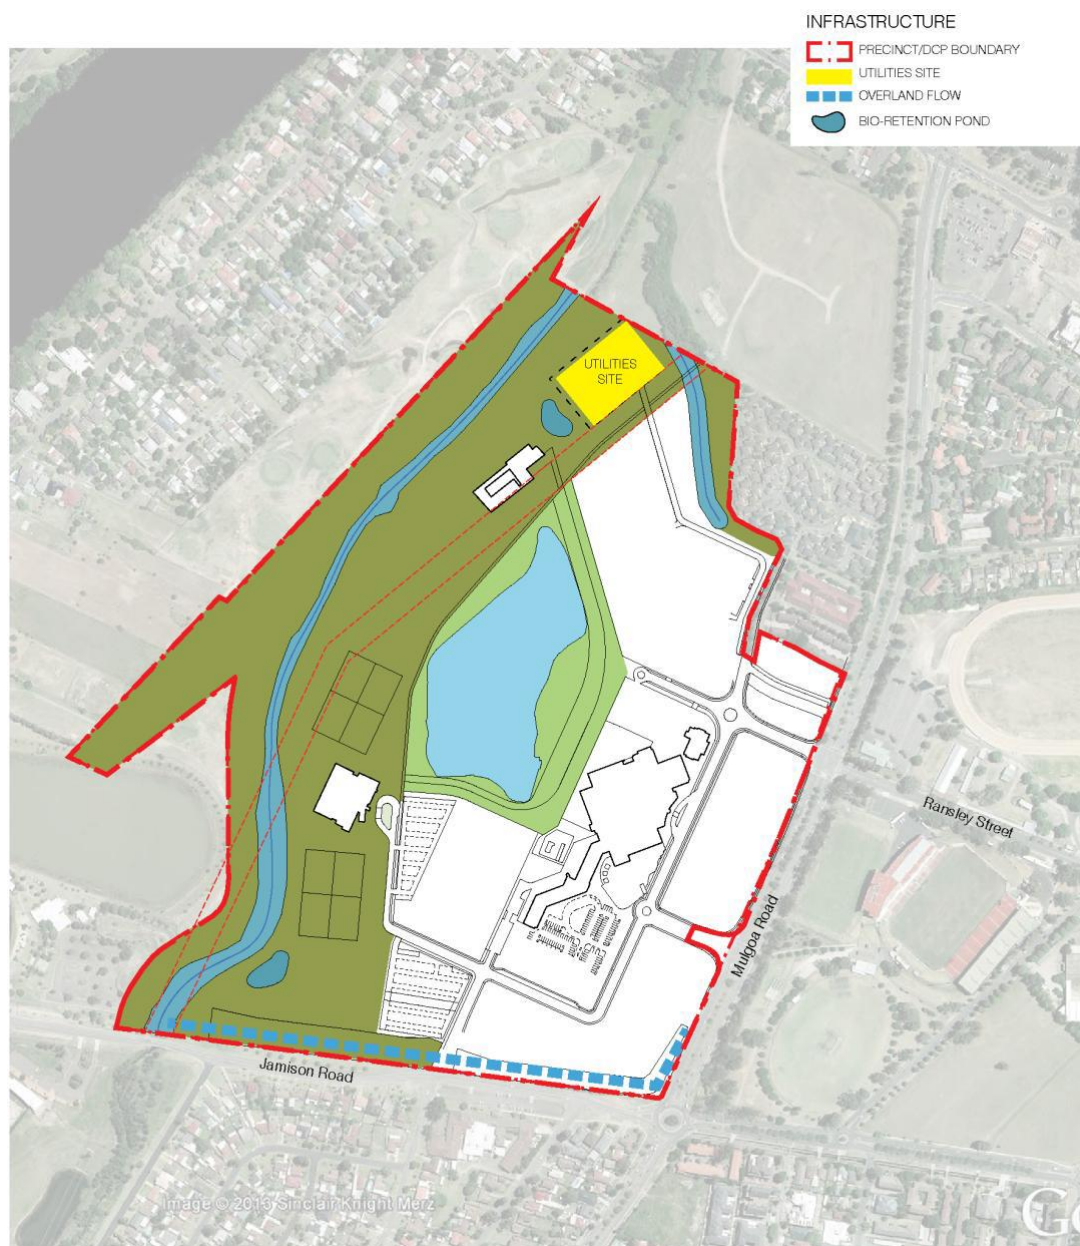 INFRASTRUCTURE
PRECINCT/DCP BOUNDARY
UTILITIES SITE
OVERLAND FLOW
BIO-RETENTION POND
UTILITIES
SITE
Ransley Street
Mulgoa Road
Jamison Road
Image © 2013 Sinclair Knight Merz
Go